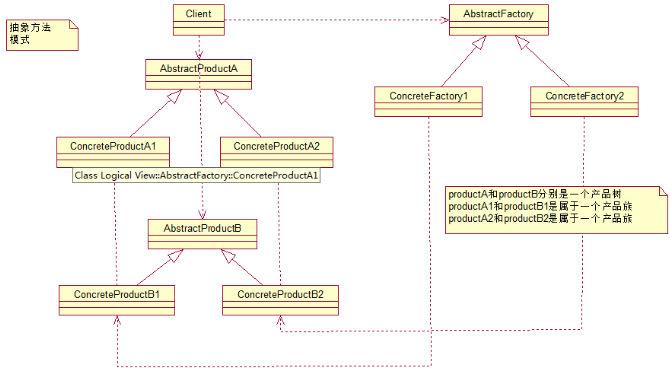 抽象方法
模式
Client
AbstractFactory
AbstractProductA
ConcreteFactory1
ConcreteFactory2
ConcreteProductA1
ConcreteProductA2
Class Logical View::AbstractFactory::ConcreteProductA1
productA和productB分别是一个产品树
productA1和productB1是属于一个产品族
productA2和productB2是属于一个产品族
AbstractProductB
ConcreteProductB1
ConcreteProductB2